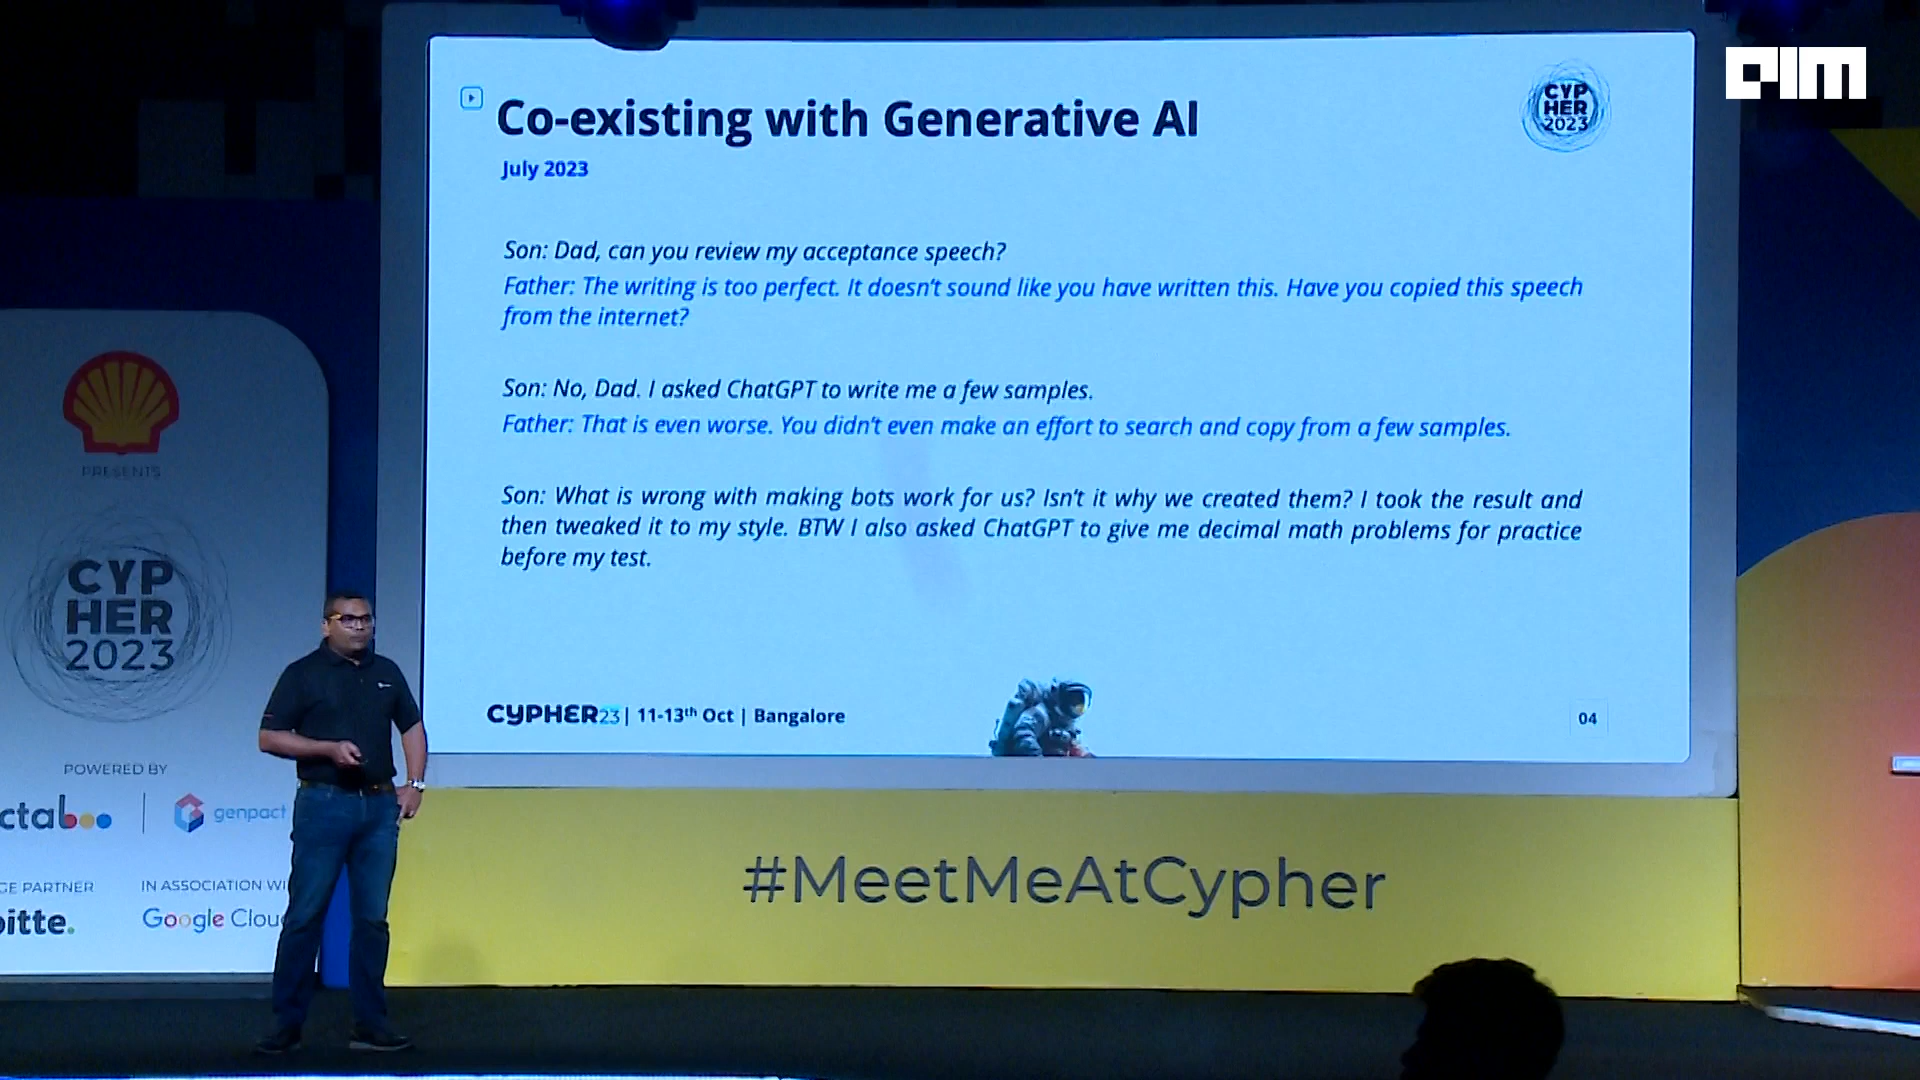 Co-existing with Generative AI
July 2023
CYP
HER
2023
AIM
Son: Dad, can you review my acceptance speech?
Father: The writing is too perfect. It doesn't sound like you have written this. Have you copied this speech
from the internet?
Son: No, Dad. I asked ChatGPT to write me a few samples.
Father: That is even worse. You didn't even make an effort to search and copy from a few samples.
Son: What is wrong with making bots work for us? Isn't it why we created them? I took the result and
then tweaked it to my style. BTW I also asked ChatGPT to give me decimal math problems for practice
before my test.
CYPHER23 | 11-13th Oct | Bangalore
04
PRESENTS
CYP
HER
2023
POWERED BY
genpact
PARTNER
IN ASSOCIATION
Google
#MeetMeAtCypher